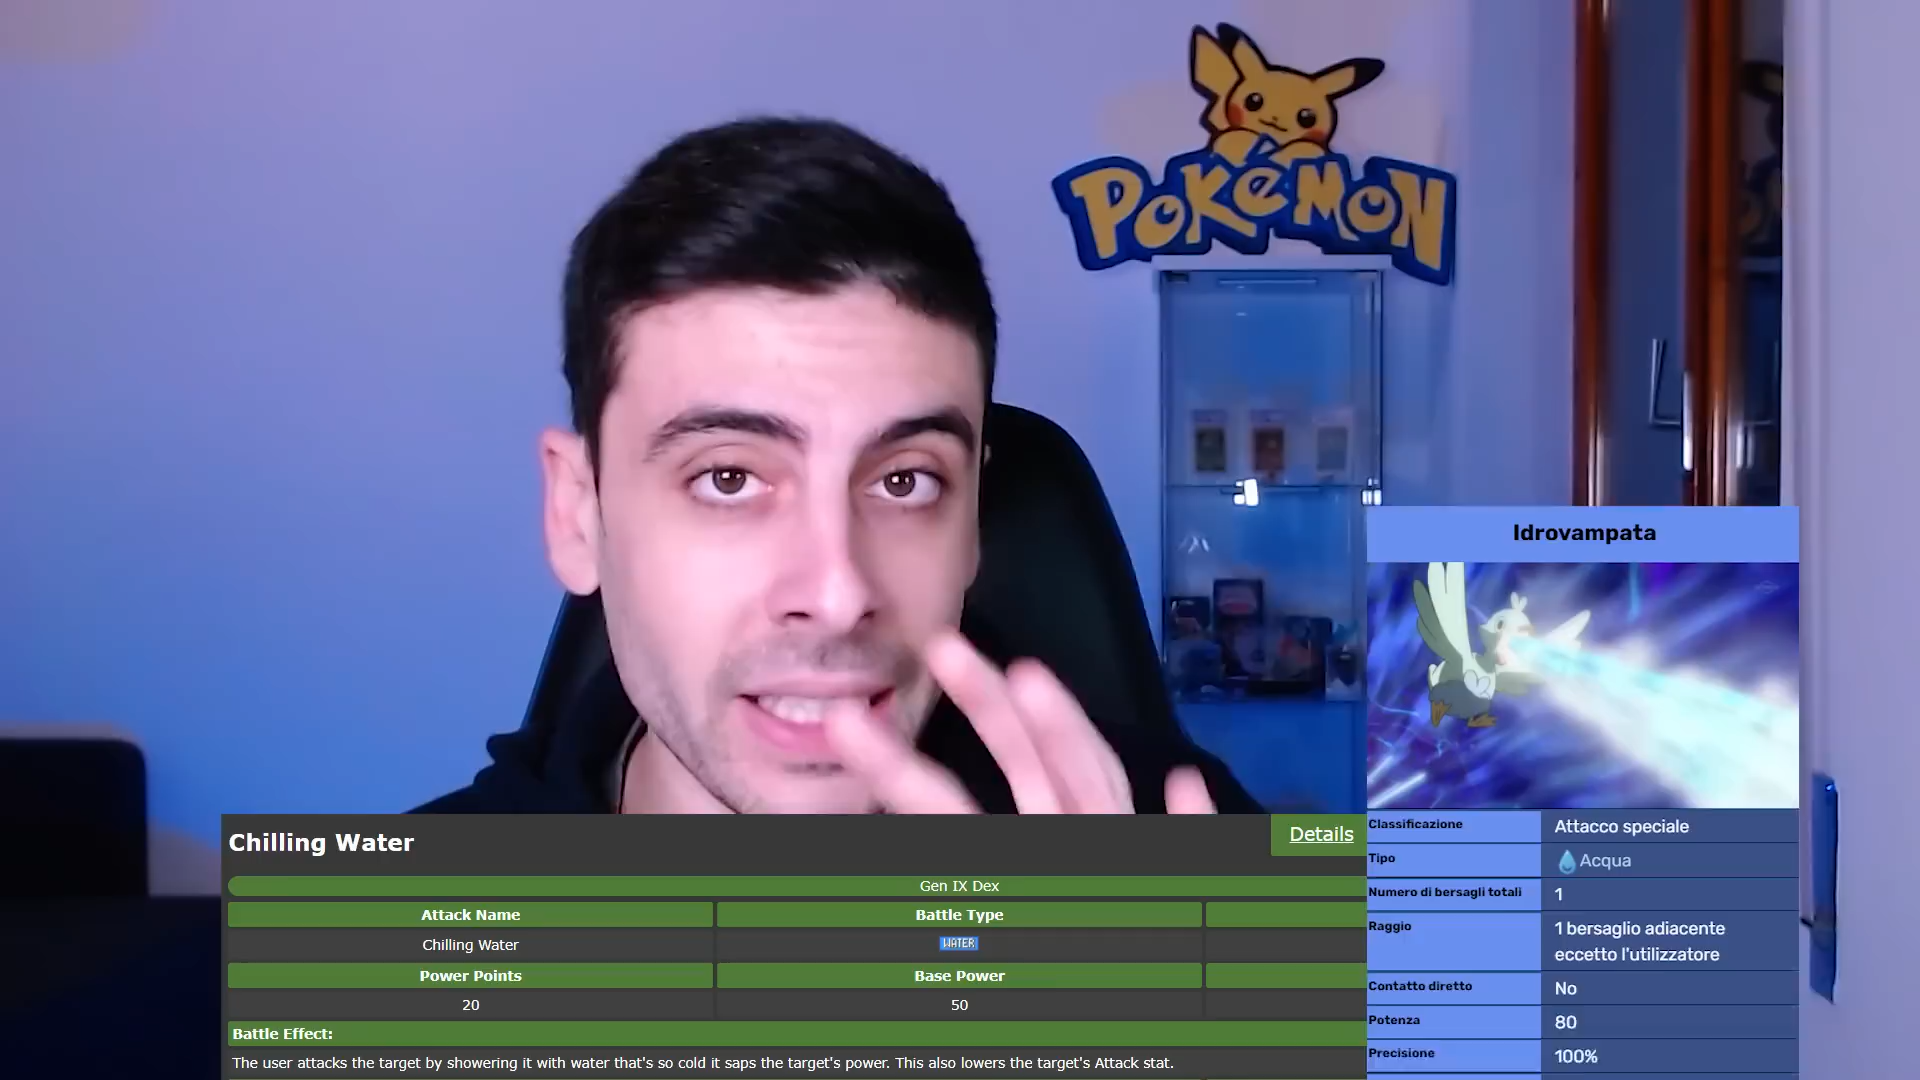 POKÉMON
Idrovampata
Classificazione
Attacco speciale
Tipo
Acqua
Numero di bersagli totali
1
Raggio
1 bersaglio adiacente
eccetto l'utilizzatore
Contatto diretto
No
Potenza
80
Precisione
100%
Chilling Water
Details
Gen IX Dex
Attack Name
Battle Type
Chilling Water
WATER
Power Points
Base Power
20
50
Battle Effect:
The user attacks the target by showering it with water that's so cold it saps the target's power. This also lowers the target's Attack stat.